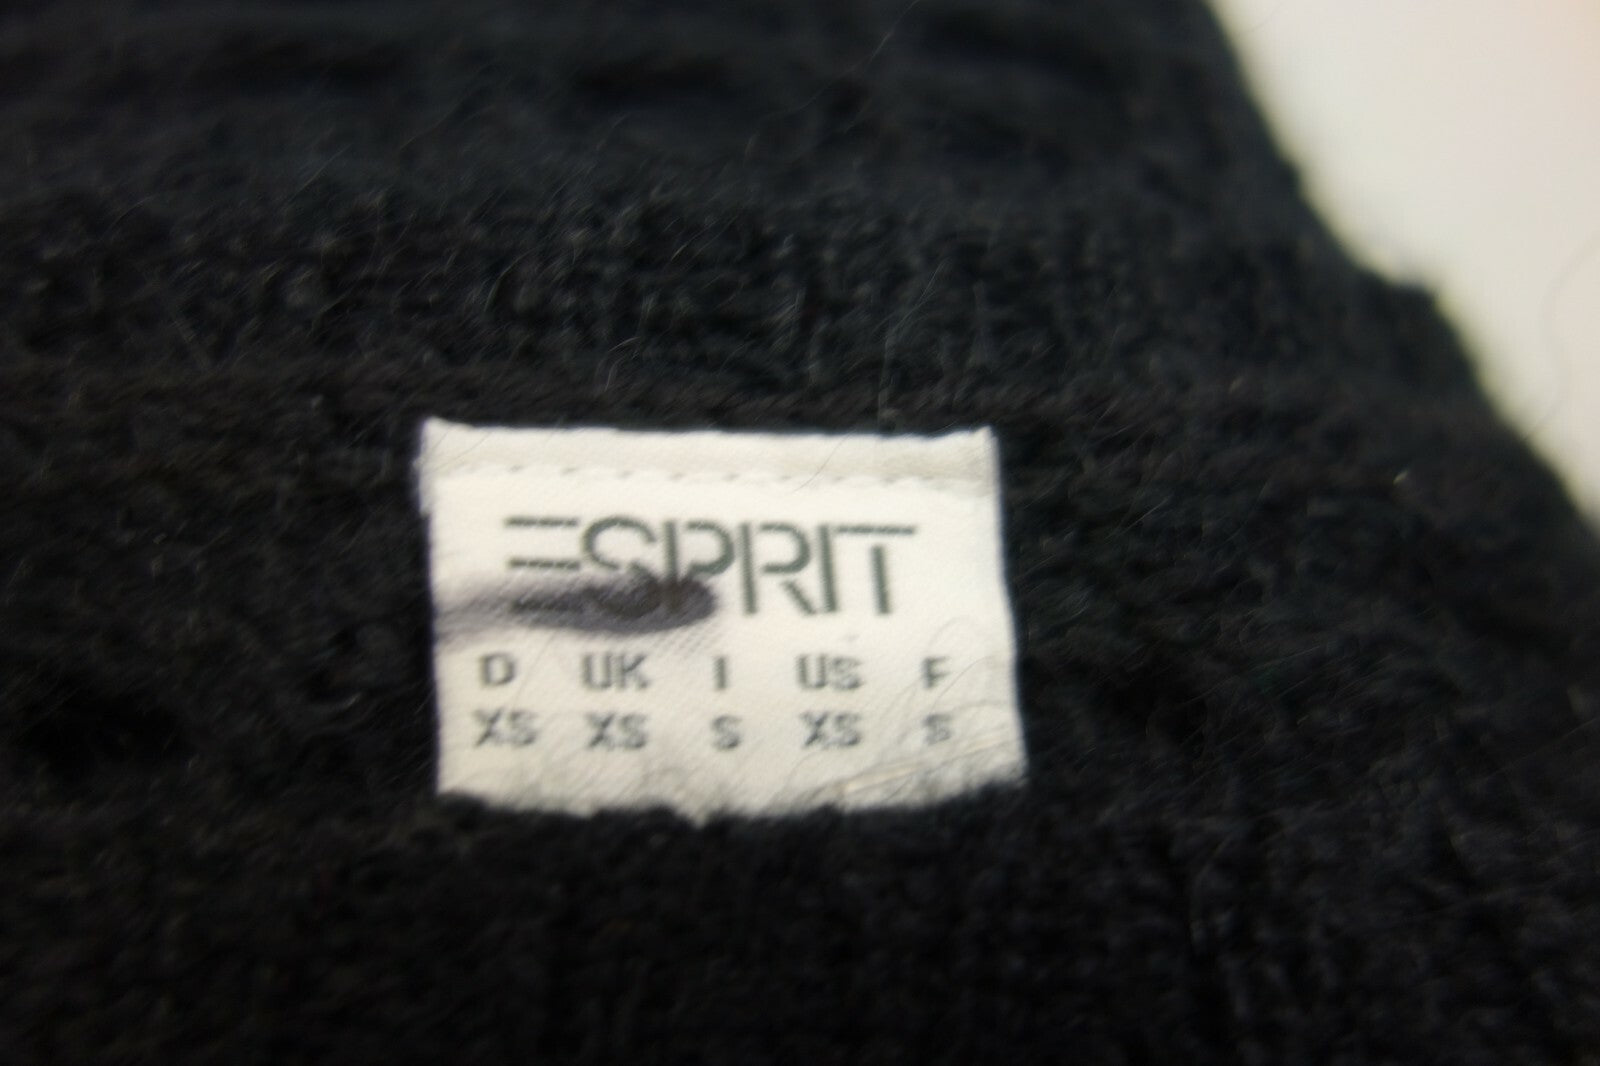 ESPRIT
D UK I US F
XS XS S XS S